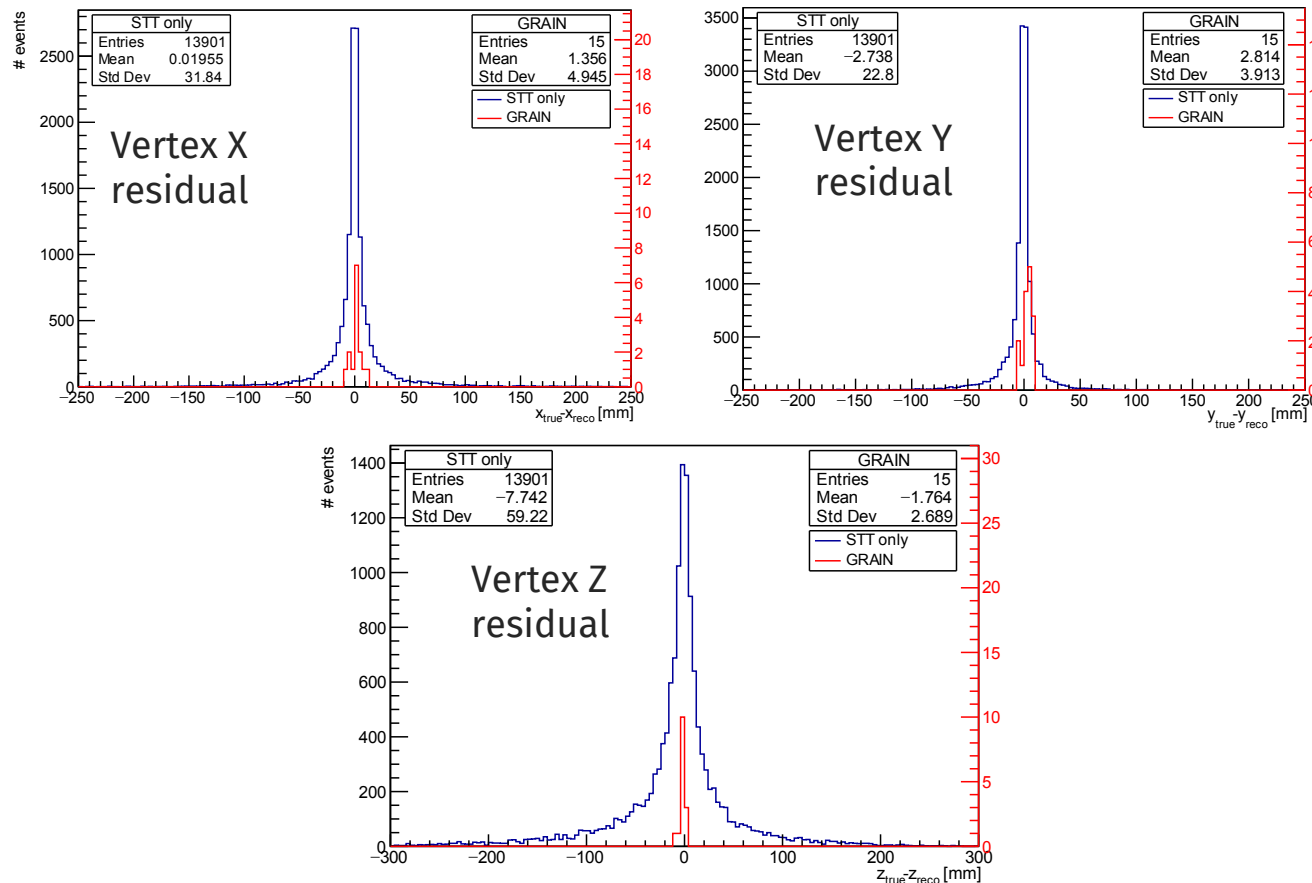 STT only
Entries 13901
Mean 0.01955
Std Dev 31.84
GRAIN
Entries 15
Mean 1.356
Std Dev 4.945
STT only
GRAIN
Vertex X
residual
# events
0
500
1000
1500
2000
2500
0
2
4
6
8
10
12
14
16
18
20
−250 −200 −150 −100 −50 0 50 100 150 200 250
x_true-x_reco [mm]
STT only
Entries 13901
Mean −2.738
Std Dev 22.8
GRAIN
Entries 15
Mean 2.814
Std Dev 3.913
STT only
GRAIN
Vertex Y
residual
0
500
1000
1500
2000
2500
3000
3500
−250 −200 −150 −100 −50 0 50 100 150 200 250
y_true-y_reco [mm]
STT only
Entries 13901
Mean −7.742
Std Dev 59.22
GRAIN
Entries 15
Mean −1.764
Std Dev 2.689
STT only
GRAIN
Vertex Z
residual
# events
0
200
400
600
800
1000
1200
1400
0
5
10
15
20
25
30
−300 −200 −100 0 100 200 300
z_true-z_reco [mm]